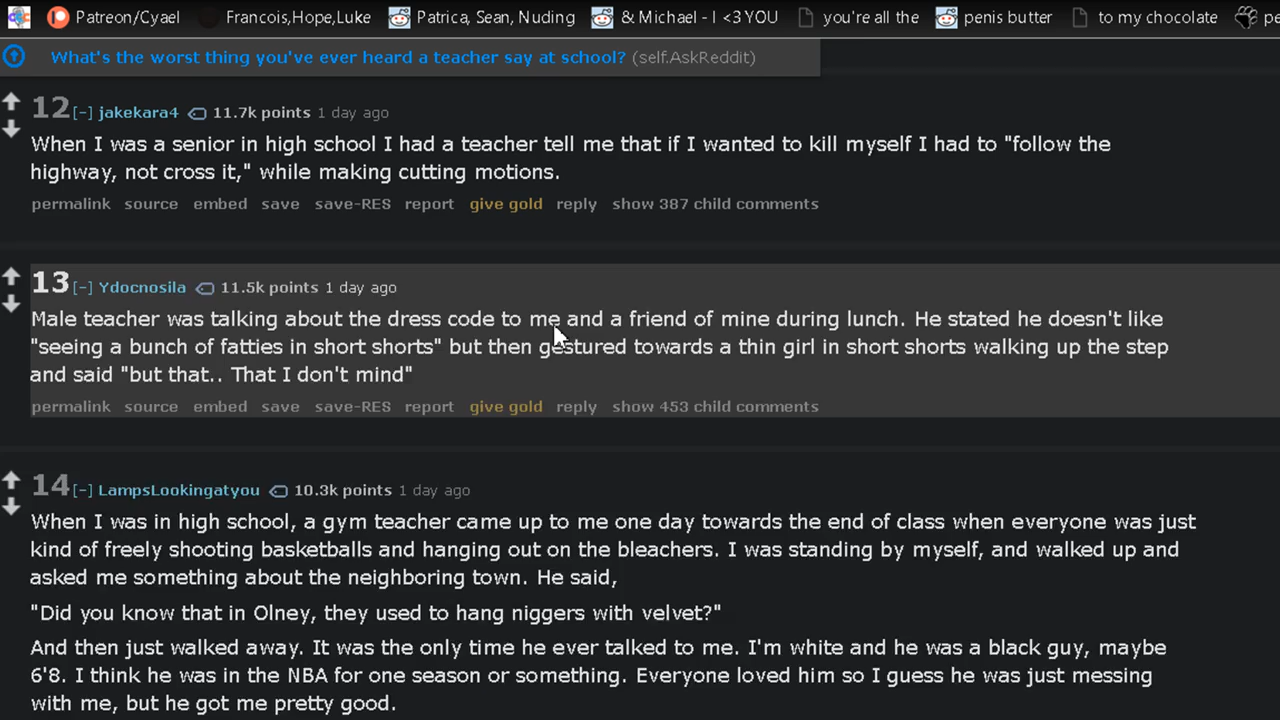 Patreon/Cyael Francois,Hope,Luke Patrica, Sean, Nuding & Michael - I <3 YOU you're all the penis butter to my chocolate pe
What's the worst thing you've ever heard a teacher say at school? (self.AskReddit)
12 [-] jakekara4 11.7k points 1 day ago
When I was a senior in high school I had a teacher tell me that if I wanted to kill myself I had to "follow the
highway, not cross it," while making cutting motions.
permalink source embed save save-RES report give gold reply show 387 child comments
13 [-] Ydocnosila 11.5k points 1 day ago
Male teacher was talking about the dress code to me and a friend of mine during lunch. He stated he doesn't like
"seeing a bunch of fatties in short shorts" but then gestured towards a thin girl in short shorts walking up the step
and said "but that.. That I don't mind"
permalink source embed save save-RES report give gold reply show 453 child comments
14 [-] LampsLookingatyou 10.3k points 1 day ago
When I was in high school, a gym teacher came up to me one day towards the end of class when everyone was just
kind of freely shooting basketballs and hanging out on the bleachers. I was standing by myself, and walked up and
asked me something about the neighboring town. He said,
"Did you know that in Olney, they used to hang niggers with velvet?"
And then just walked away. It was the only time he ever talked to me. I'm white and he was a black guy, maybe
6'8. I think he was in the NBA for one season or something. Everyone loved him so I guess he was just messing
with me, but he got me pretty good.